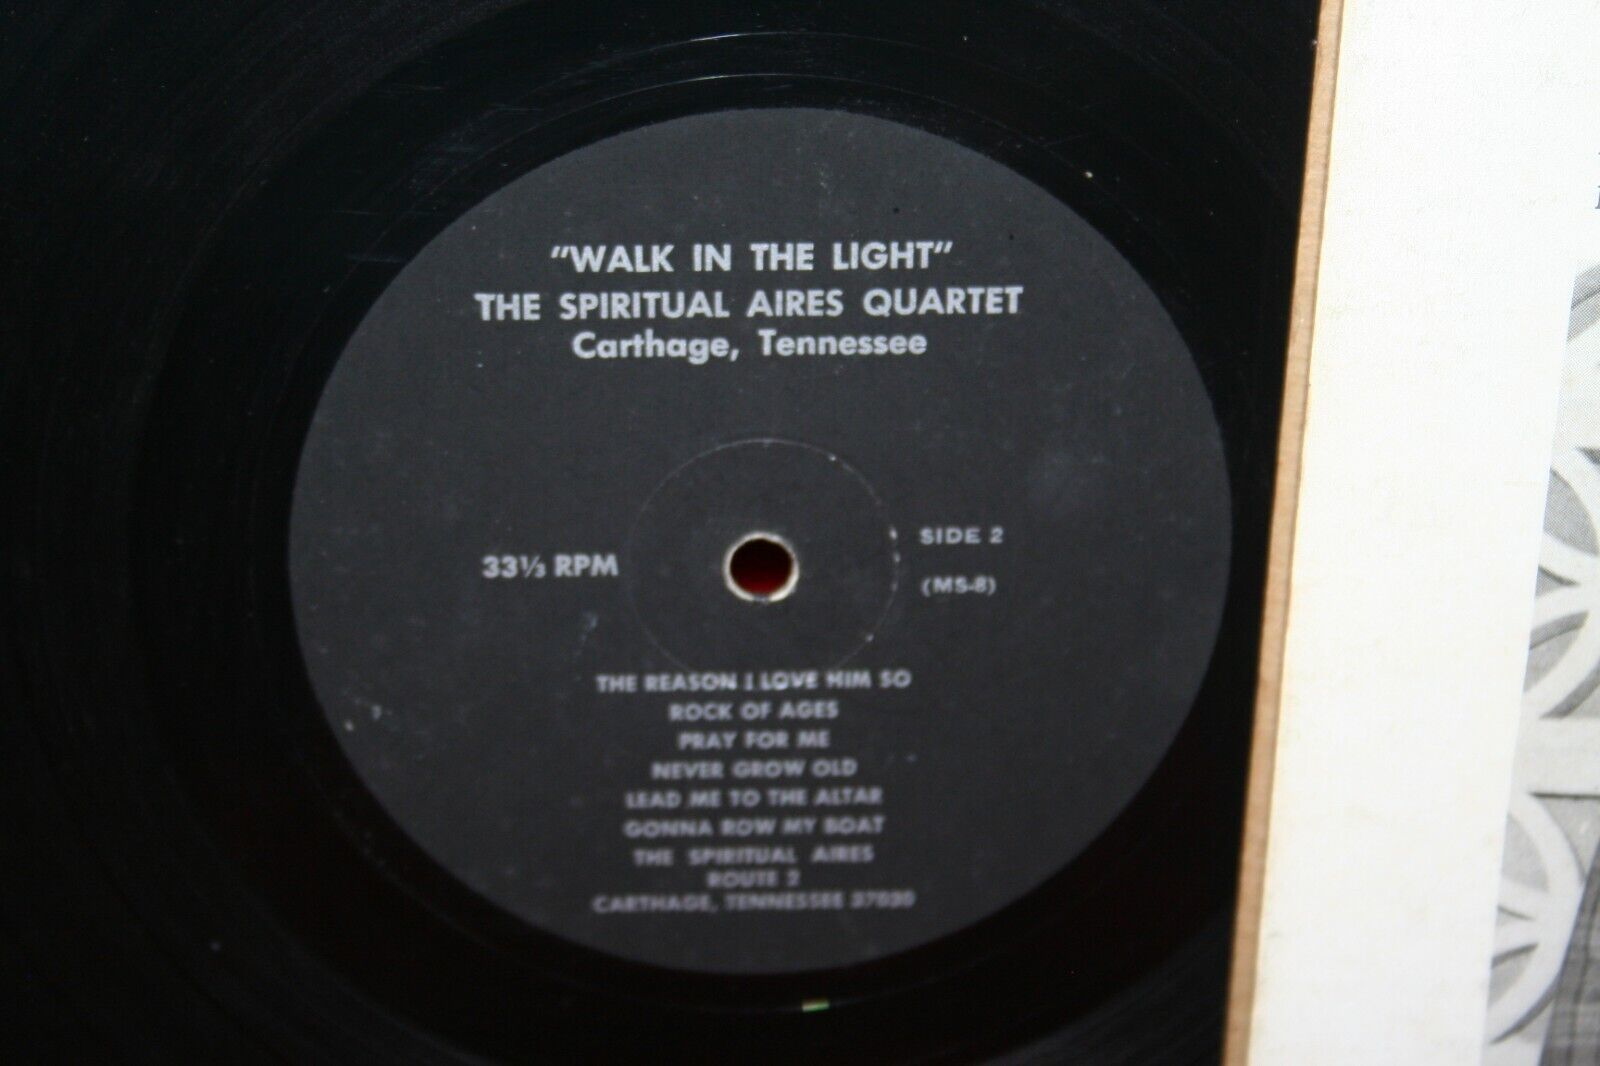 "WALK IN THE LIGHT"
THE SPIRITUAL AIRES QUARTET
Carthage, Tennessee
33⅓ RPM
SIDE 2
(MS-8)
THE REASON I LOVE HIM SO
ROCK OF AGES
PRAY FOR ME
NEVER GROW OLD
LEAD ME TO THE ALTAR
GONNA ROW MY BOAT
THE SPIRITUAL AIRES
ROUTE 2
CARTHAGE, TENNESSEE 37030